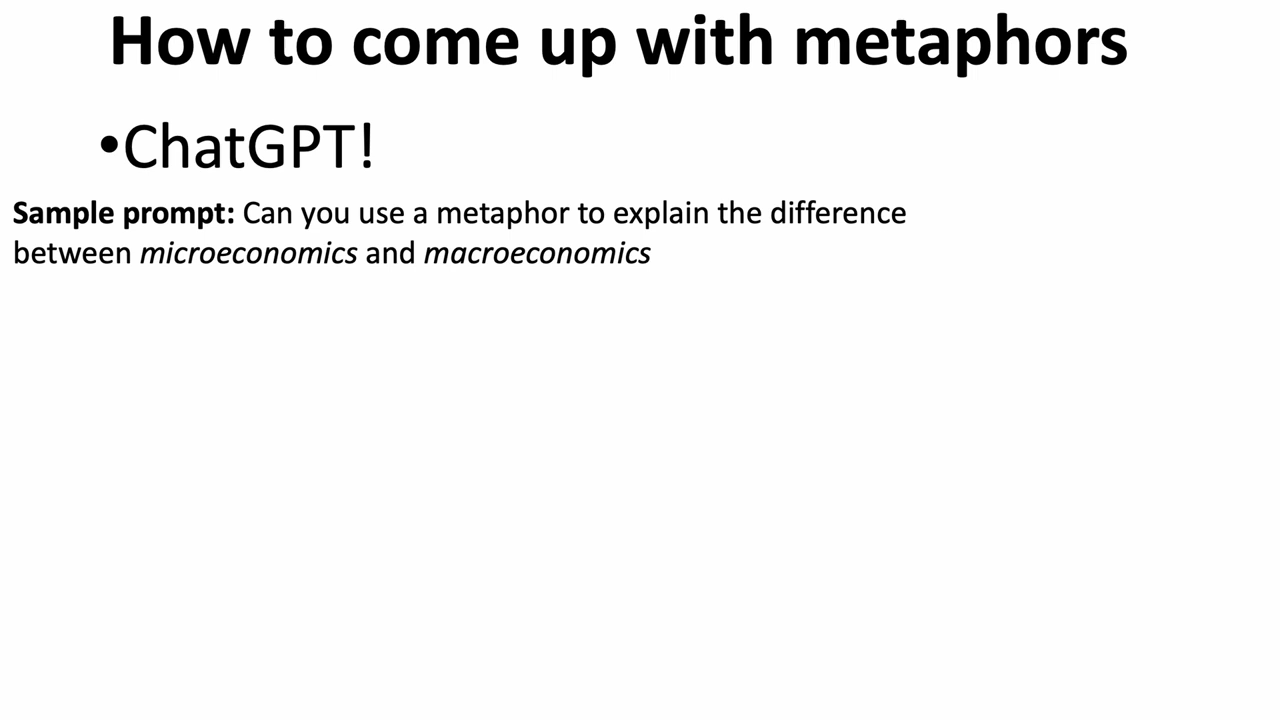 How to come up with metaphors
•ChatGPT!
Sample prompt: Can you use a metaphor to explain the difference
between microeconomics and macroeconomics